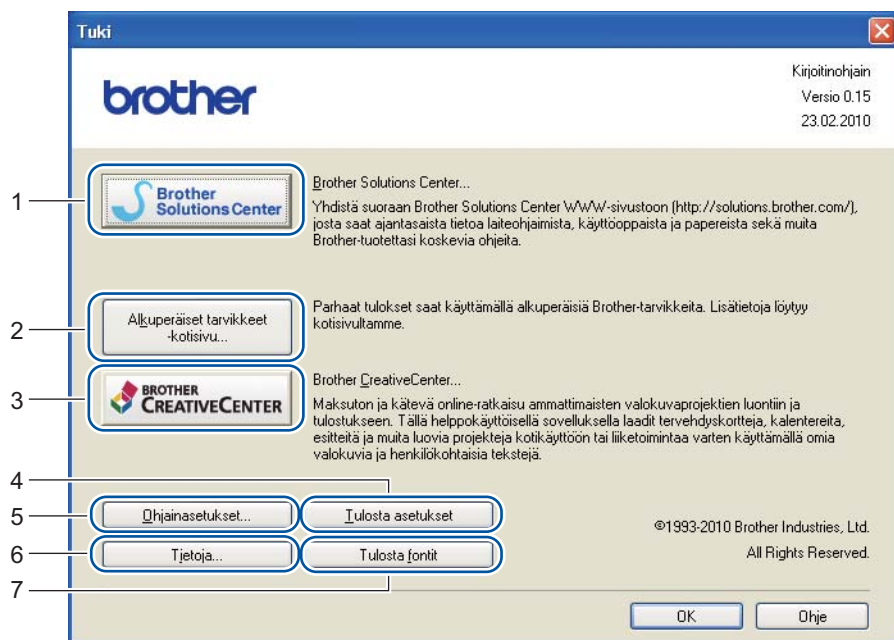 Tuki
brother
Kirjoitinohjain
Versio 0.15
23.02.2010
1
Brother
Solutions Center
Brother Solutions Center...
Yhdistä suoraan Brother Solutions Center WWW-sivustoon (http://solutions.brother.com/),
josta saat ajantasaista tietoa laiteohjaimista, käyttöoppaista ja papereista sekä muita
Brother-tuotettasi koskevia ohjeita.
2
Alkuperäiset tarvikkeet
-kotisivu...
Parhaat tulokset saat käyttämällä alkuperäisiä Brother-tarvikkeita. Lisätietoja löytyy
kotisivultamme.
3
BROTHER
CREATIVECENTER
Brother CreativeCenter...
Maksuton ja kätevä online-ratkaisu ammattimaisten valokuvaprojektien luontiin ja
tulostukseen. Tällä helppokäyttöisellä sovelluksella laadit tervehdyskortteja, kalentereita,
esitteitä ja muita luovia projekteja kotikäyttöön tai liiketoimintaa varten käyttämällä omia
valokuvia ja henkilökohtaisia tekstejä.
4
5
Ohjainasetukset...
Tulosta asetukset
6
Tietoja...
Tulosta fontit
7
©1993-2010 Brother Industries, Ltd.
All Rights Reserved.
OK
Ohje